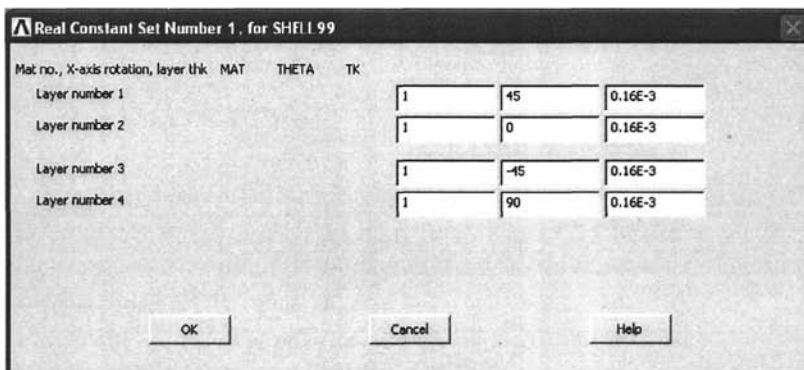 Real Constant Set Number 1, for SHELL99
Mat no., X-axis rotation, layer thk MAT THETA TK
Layer number 1 1 45 0.16E-3
Layer number 2 1 0 0.16E-3
Layer number 3 1 -45 0.16E-3
Layer number 4 1 90 0.16E-3
OK Cancel Help